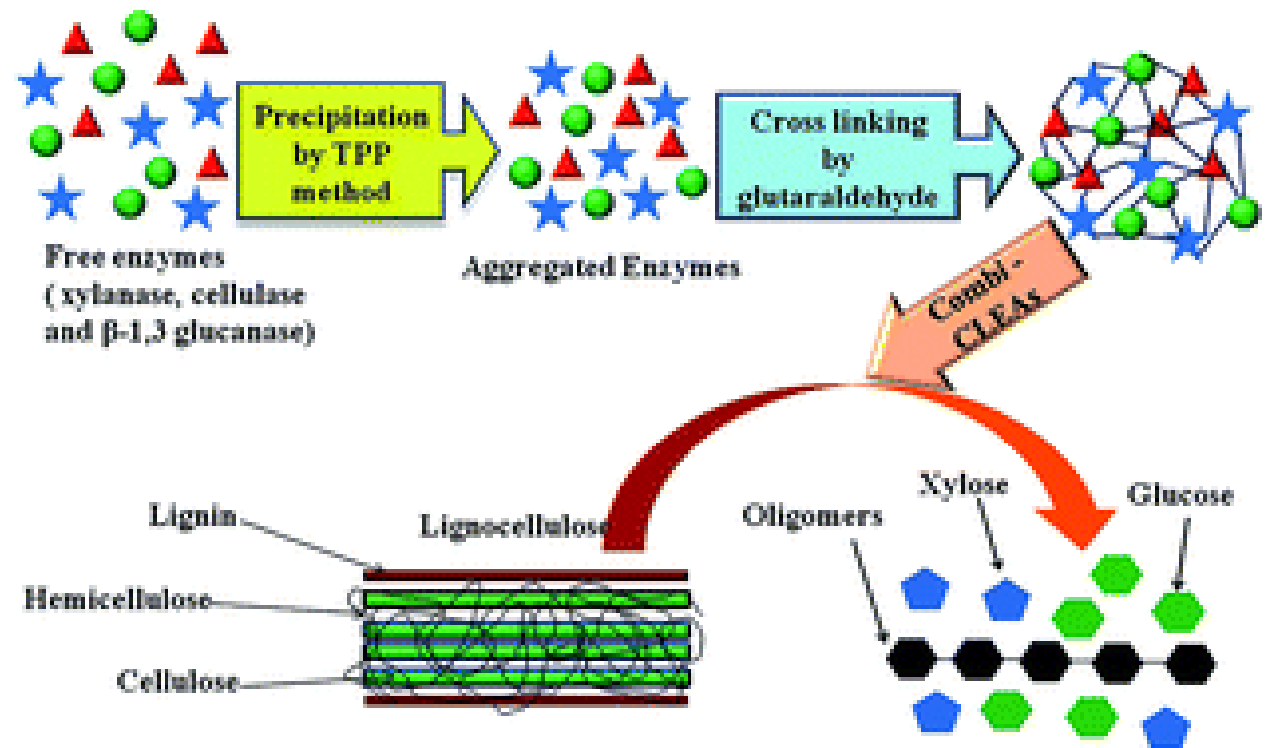 Precipitation
by TPP
method
Cross linking
by
glutaraldehyde
Free enzymes
( xylanase, cellulase
and β-1,3 glucanase)
Aggregated Enzymes
Combi -
CLEAs
Lignin
Lignocellulose
Hemicellulose
Cellulose
Oligomers
Xylose
Glucose